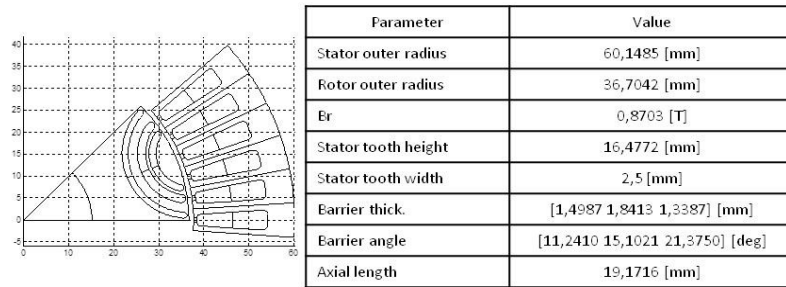 40
35
30
25
20
15
10
5
0
-5
0 10 20 30 40 50 60
Parameter Value
Stator outer radius 60,1485 [mm]
Rotor outer radius 36,7042 [mm]
Br 0,8703 [T]
Stator tooth height 16,4772 [mm]
Stator tooth width 2,5 [mm]
Barrier thick. [1,4987 1,8413 1,3387] [mm]
Barrier angle [11,2410 15,1021 21,3750] [deg]
Axial length 19,1716 [mm]